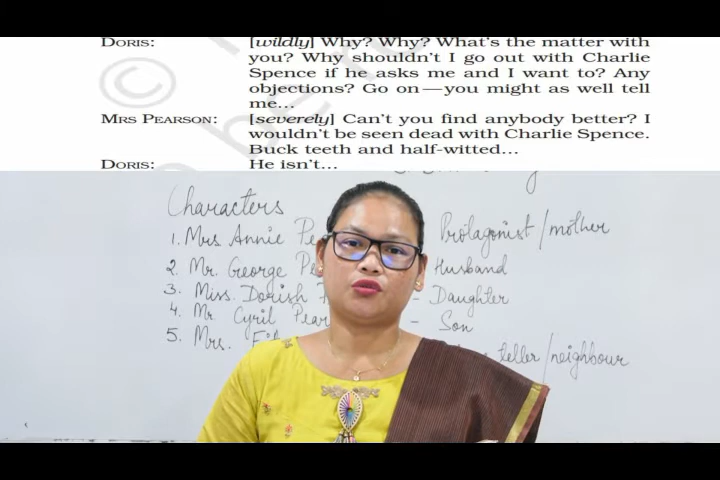 DORIS: [wildly] Why? Why? What's the matter with
you? Why shouldn't I go out with Charlie
Spence if he asks me and I want to? Any
objections? Go on—you might as well tell
me...
MRS PEARSON: [severely] Can't you find anybody better? I
wouldn't be seen dead with Charlie Spence.
Buck teeth and half-witted...
DORIS: He isn't...
Characters
1. Mrs Annie Protagonist/mother
2. Mr. George Husband
3. Miss. Dorish - Daughter
4. Mr. Cyril Pear - Son
5. Mrs. teller/neighbour